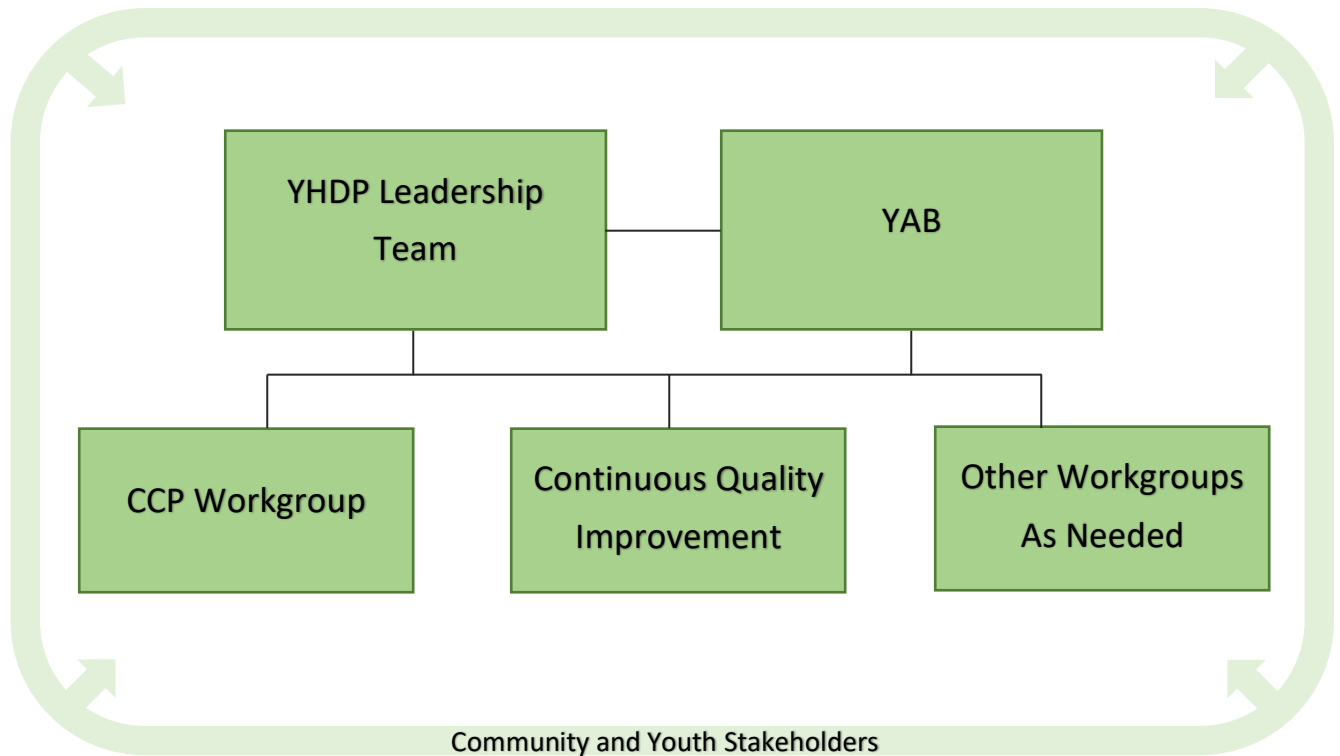 YHDP Leadership
Team
YAB
CCP Workgroup
Continuous Quality
Improvement
Other Workgroups
As Needed
Community and Youth Stakeholders